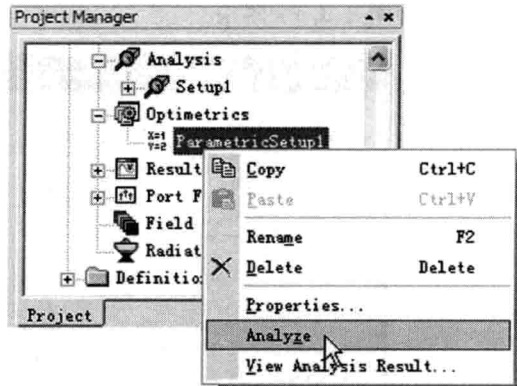 Project Manager
Analysis
Setup1
Optimetrics
X=1
Y=2
ParametricSetup1
Result
Port F
Field
Radiat
Definitio
Project
Copy Ctrl+C
Paste Ctrl+V
Rename F2
Delete Delete
Properties...
Analyze
View Analysis Result...